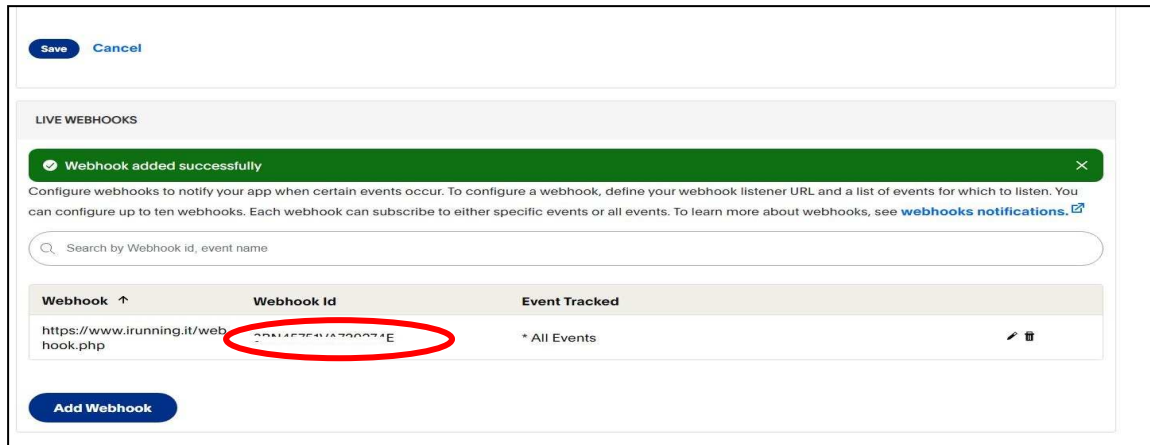 Save Cancel
LIVE WEBHOOKS
Webhook added successfully
Configure webhooks to notify your app when certain events occur. To configure a webhook, define your webhook listener URL and a list of events for which to listen. You
can configure up to ten webhooks. Each webhook can subscribe to either specific events or all events. To learn more about webhooks, see webhooks notifications.
Search by Webhook id, event name
Webhook ↑ Webhook Id Event Tracked
https://www.irunning.it/web
hook.php
* All Events
Add Webhook